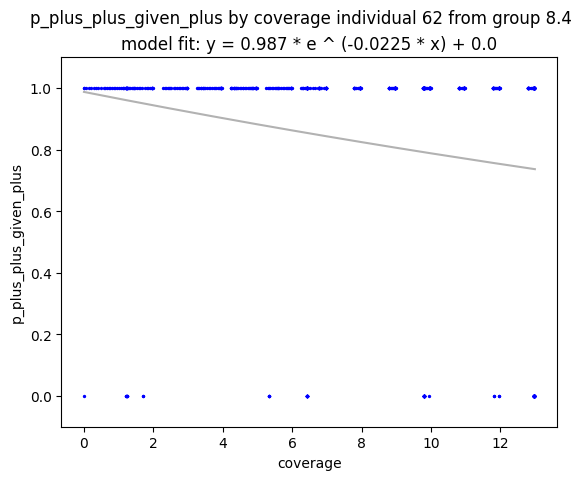 p_plus_plus_given_plus by coverage individual 62 from group 8.4
model fit: y = 0.987 * e ^ (-0.0225 * x) + 0.0
1.0
0.8
0.6
0.4
0.2
0.0
p_plus_plus_given_plus
0 2 4 6 8 10 12
coverage